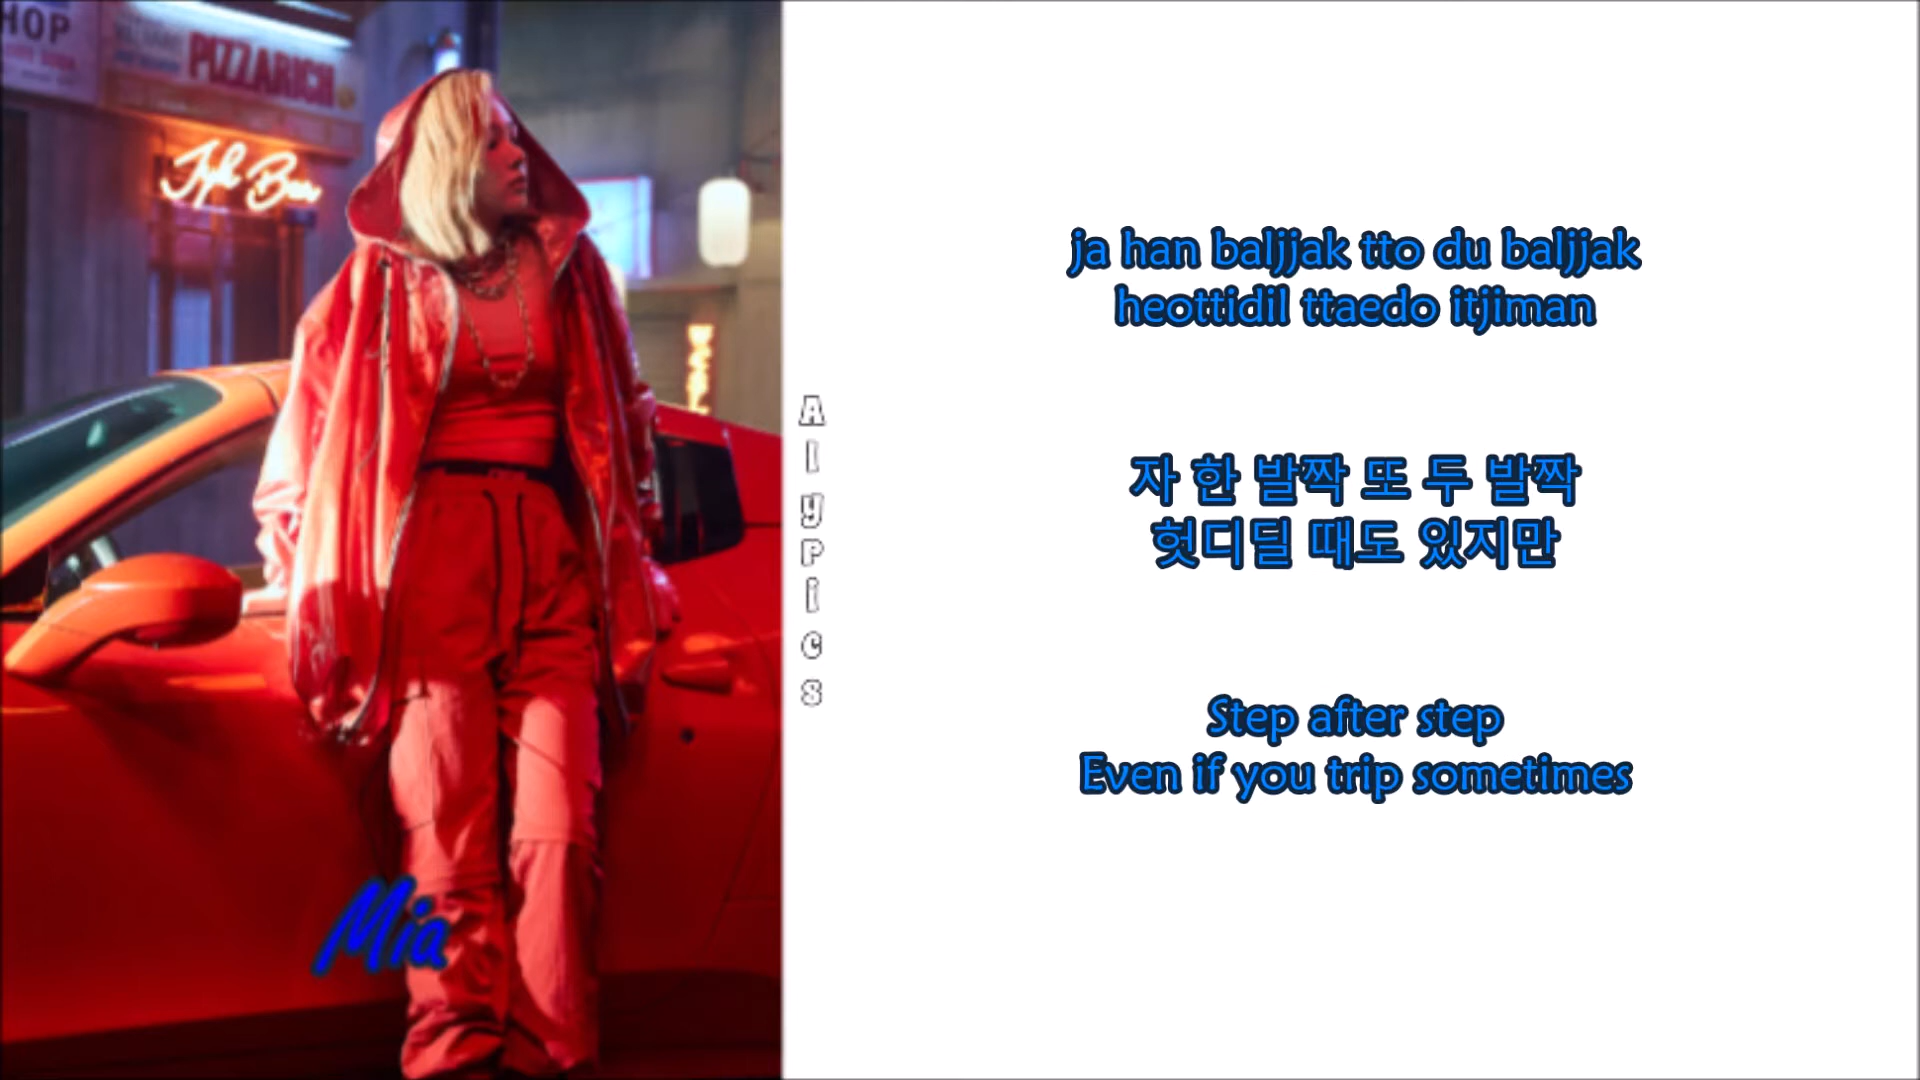 HOP
PIZZARICH
Mia
AlyPics
ja han baljjak tto du baljjak
heottidil ttaedo itjiman
자 한 발짝 또 두 발짝
헛디딜 때도 있지만
Step after step
Even if you trip sometimes